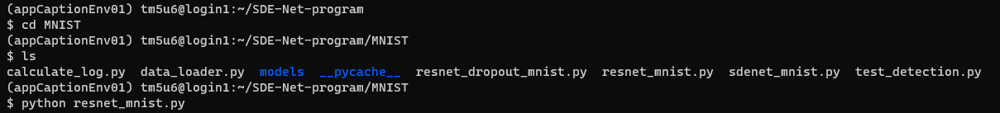 (appCaptionEnv01) tm5u6@login1:~/SDE-Net-program
$ cd MNIST
(appCaptionEnv01) tm5u6@login1:~/SDE-Net-program/MNIST
$ ls
calculate_log.py  data_loader.py  models  __pycache__  resnet_dropout_mnist.py  resnet_mnist.py  sdenet_mnist.py  test_detection.py
(appCaptionEnv01) tm5u6@login1:~/SDE-Net-program/MNIST
$ python resnet_mnist.py